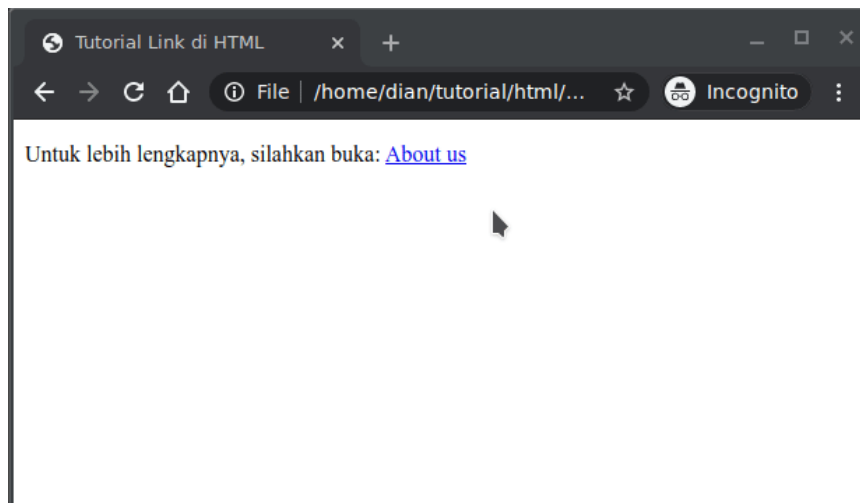 Tutorial Link di HTML
File /home/dian/tutorial/html/... Incognito
Untuk lebih lengkapnya, silahkan buka: About us